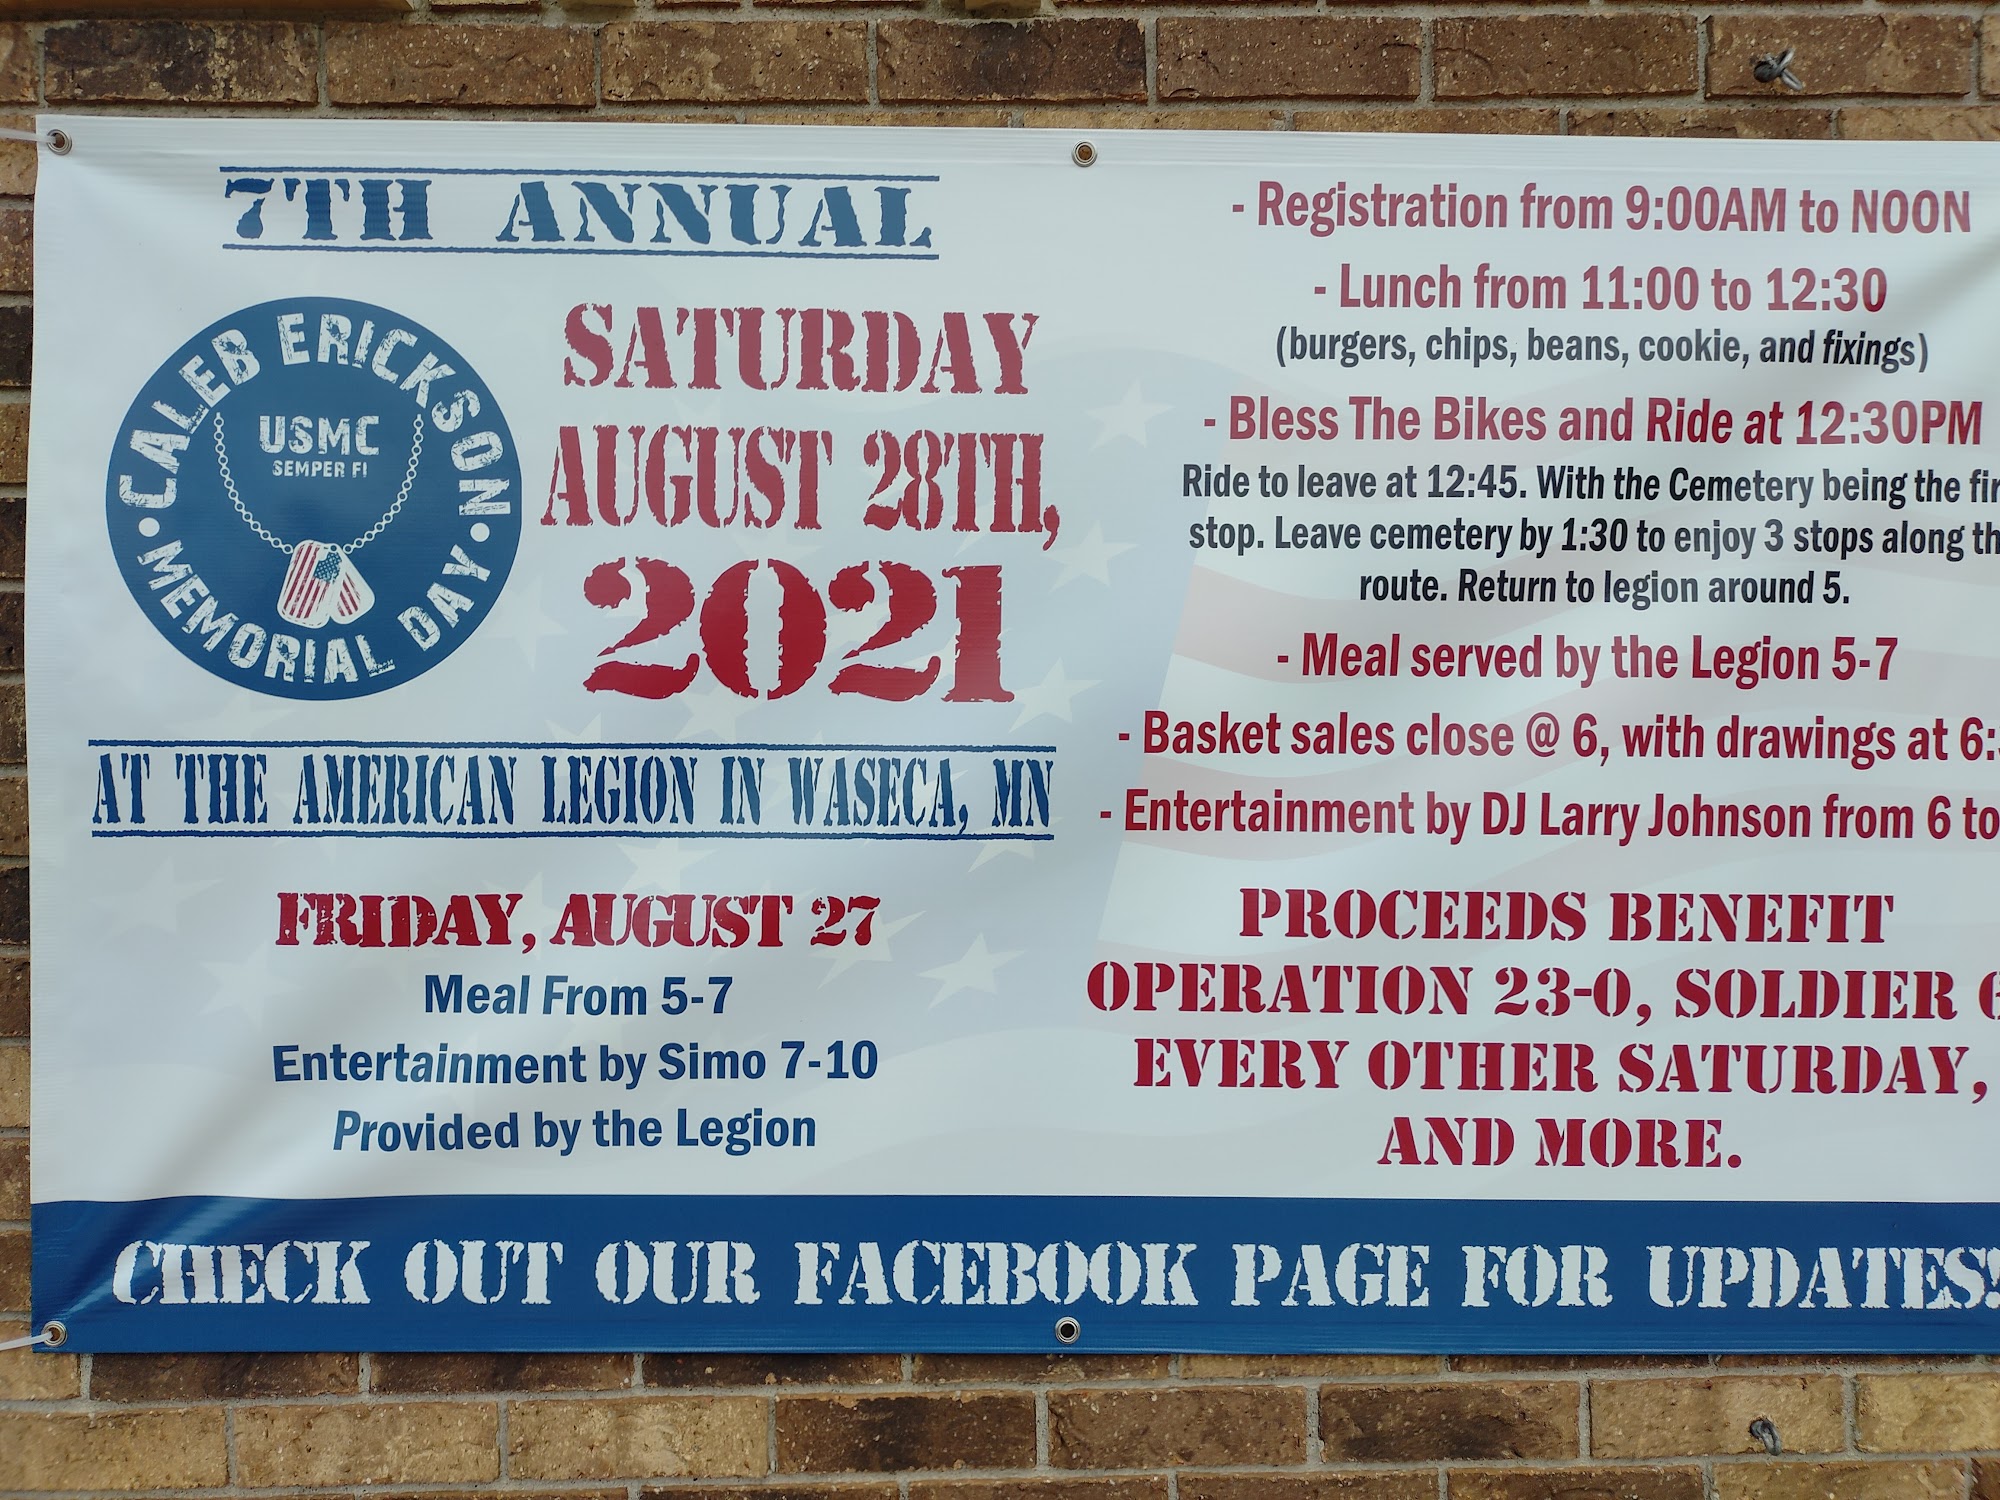 7TH ANNUAL
CALEB ERICKSON
USMC
SEMPER FI
• MEMORIAL DAY •
SATURDAY
AUGUST 28TH,
2021
AT THE AMERICAN LEGION IN WASECA, MN
FRIDAY, AUGUST 27
Meal From 5-7
Entertainment by Simo 7-10
Provided by the Legion
- Registration from 9:00AM to NOON
- Lunch from 11:00 to 12:30
(burgers, chips, beans, cookie, and fixings)
- Bless The Bikes and Ride at 12:30PM
Ride to leave at 12:45. With the Cemetery being the
stop. Leave cemetery by 1:30 to enjoy 3 stops along
route. Return to legion around 5.
- Meal served by the Legion 5-7
- Basket sales close @ 6, with drawings at
- Entertainment by DJ Larry Johnson from 6 to
PROCEEDS BENEFIT
OPERATION 23-0, SOLDIER
EVERY OTHER SATURDAY,
AND MORE.
CHECK OUT OUR FACEBOOK PAGE FOR UPDATES!